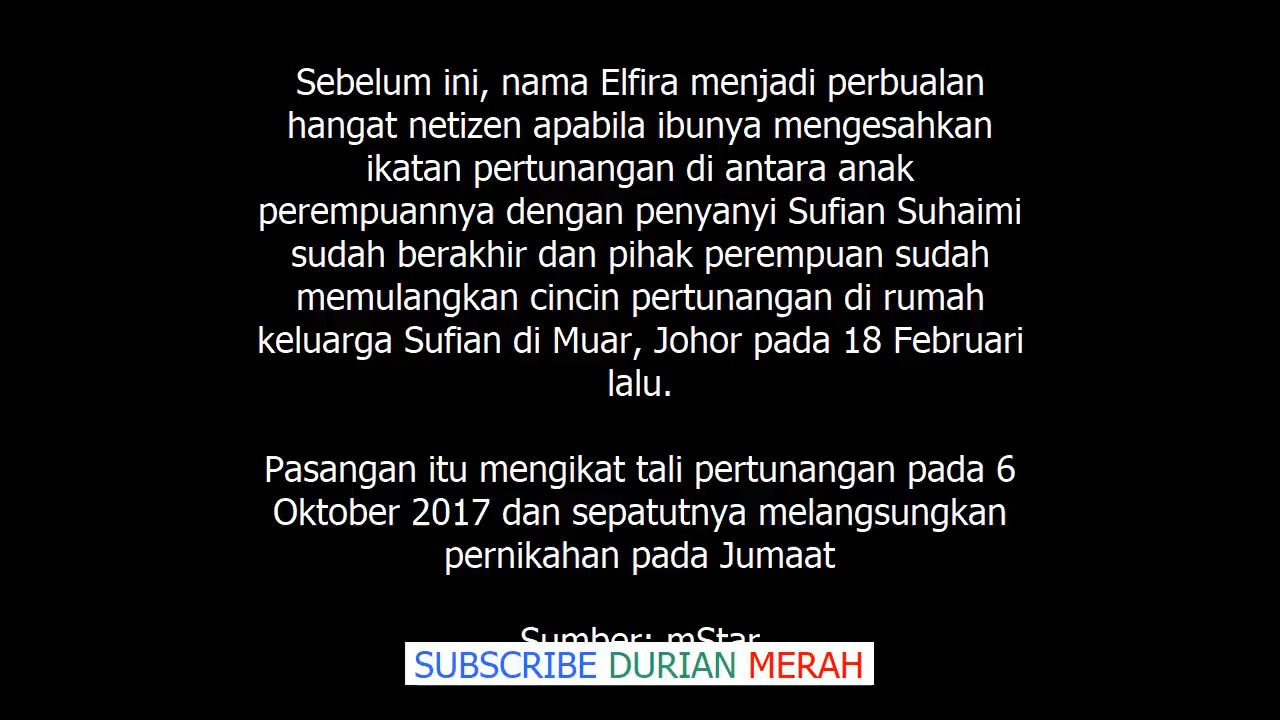 Sebelum ini, nama Elfira menjadi perbualan
hangat netizen apabila ibunya mengesahkan
ikatan pertunangan di antara anak
perempuannya dengan penyanyi Sufian Suhaimi
sudah berakhir dan pihak perempuan sudah
memulangkan cincin pertunangan di rumah
keluarga Sufian di Muar, Johor pada 18 Februari
lalu.
Pasangan itu mengikat tali pertunangan pada 6
Oktober 2017 dan sepatutnya melangsungkan
pernikahan pada Jumaat
Sumber: mStar
SUBSCRIBE DURIAN MERAH